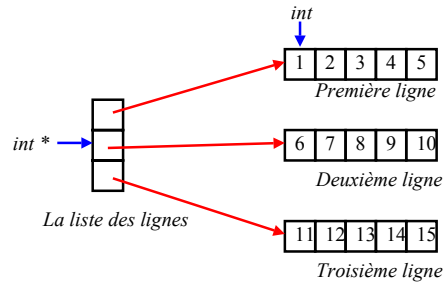 int
1 2 3 4 5
Première ligne
int *
6 7 8 9 10
Deuxième ligne
La liste des lignes
11 12 13 14 15
Troisième ligne